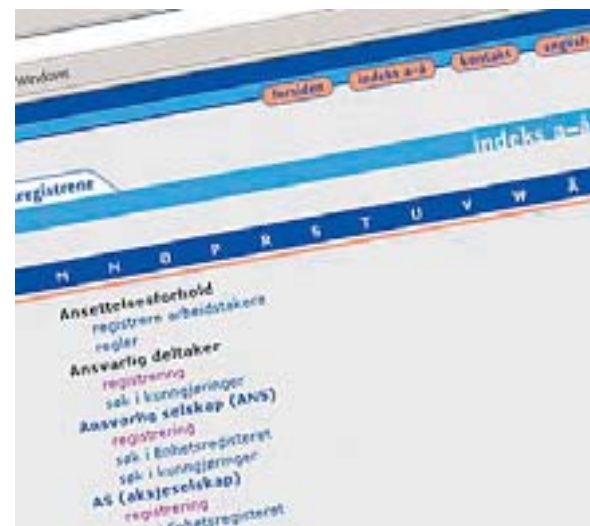 Windows
forsiden indeks a-å kontakt english
indeks a-å
registrene
M N O P R S T U V W Å
Ansettelsesforhold
registrere arbeidstakere
regler
Ansvarlig deltaker
registrering
søk i kunngjøringer
Ansvarlig selskap (ANS)
registrering
søk i Enhetsregisteret
søk i kunngjøringer
AS (aksjeselskap)
registrering
Enhetsregisteret